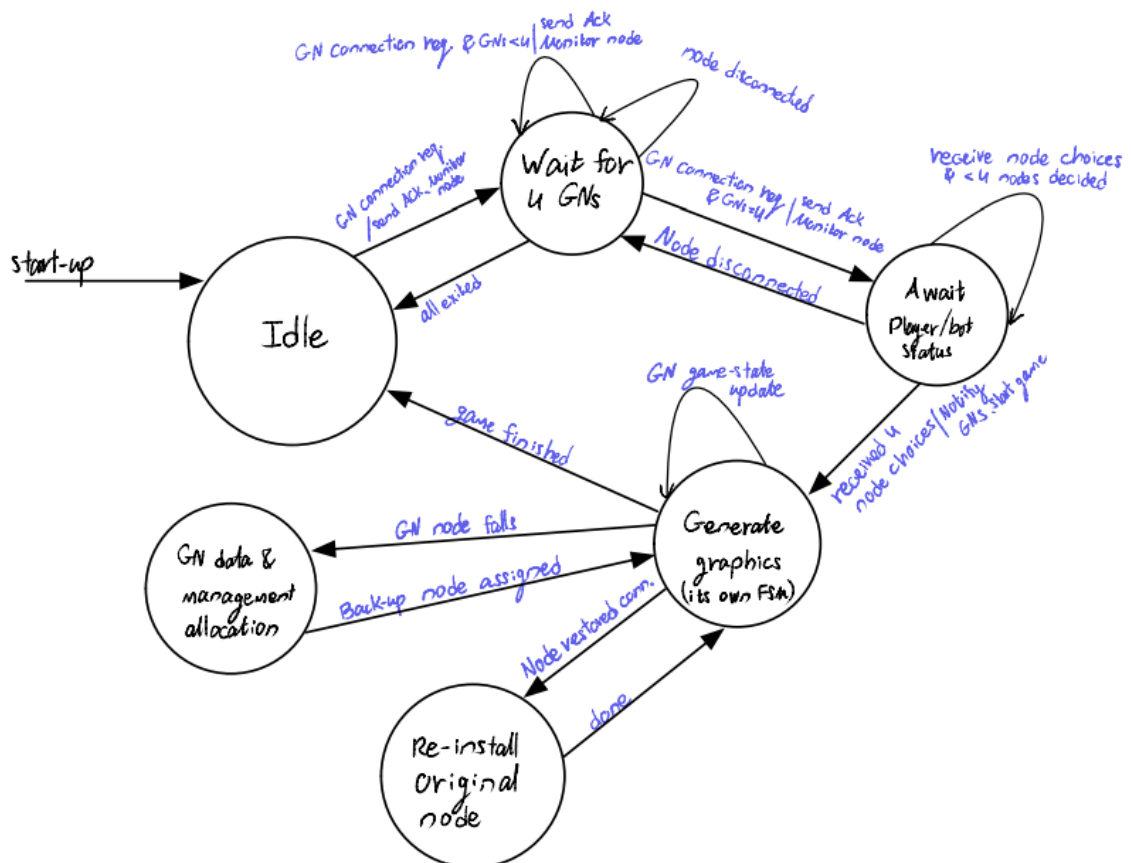 GN connection req. & GNs<4/send Ack
Monitor node
node disconnected
Wait for
4 GNs
GN connection req.
/send ACK, Monitor
node
GN connection req/send Ack
& GNs=4/Monitor node
receive node choices
& <4 nodes decided
start-up
Node disconnected
all exited
Idle
Await
Player/bot
status
GN game-state
update
game finished
received 4
node choices/Notify
GNs: start game
GN node falls
Generate
graphics
(its own FSM)
GN data &
management
allocation
Back-up node assigned
Node restored conn.
done
Re-install
original
node